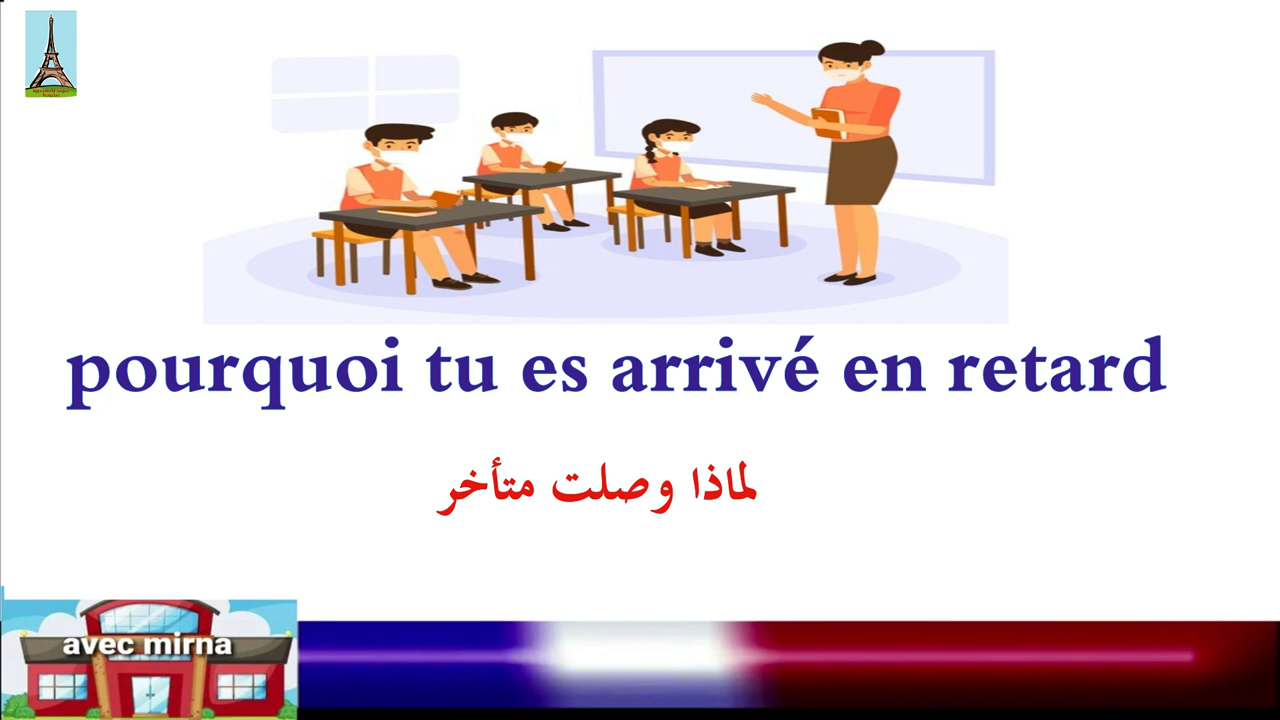 pourquoi tu es arrivé en retard
لماذا وصلت متأخر
avec mirna